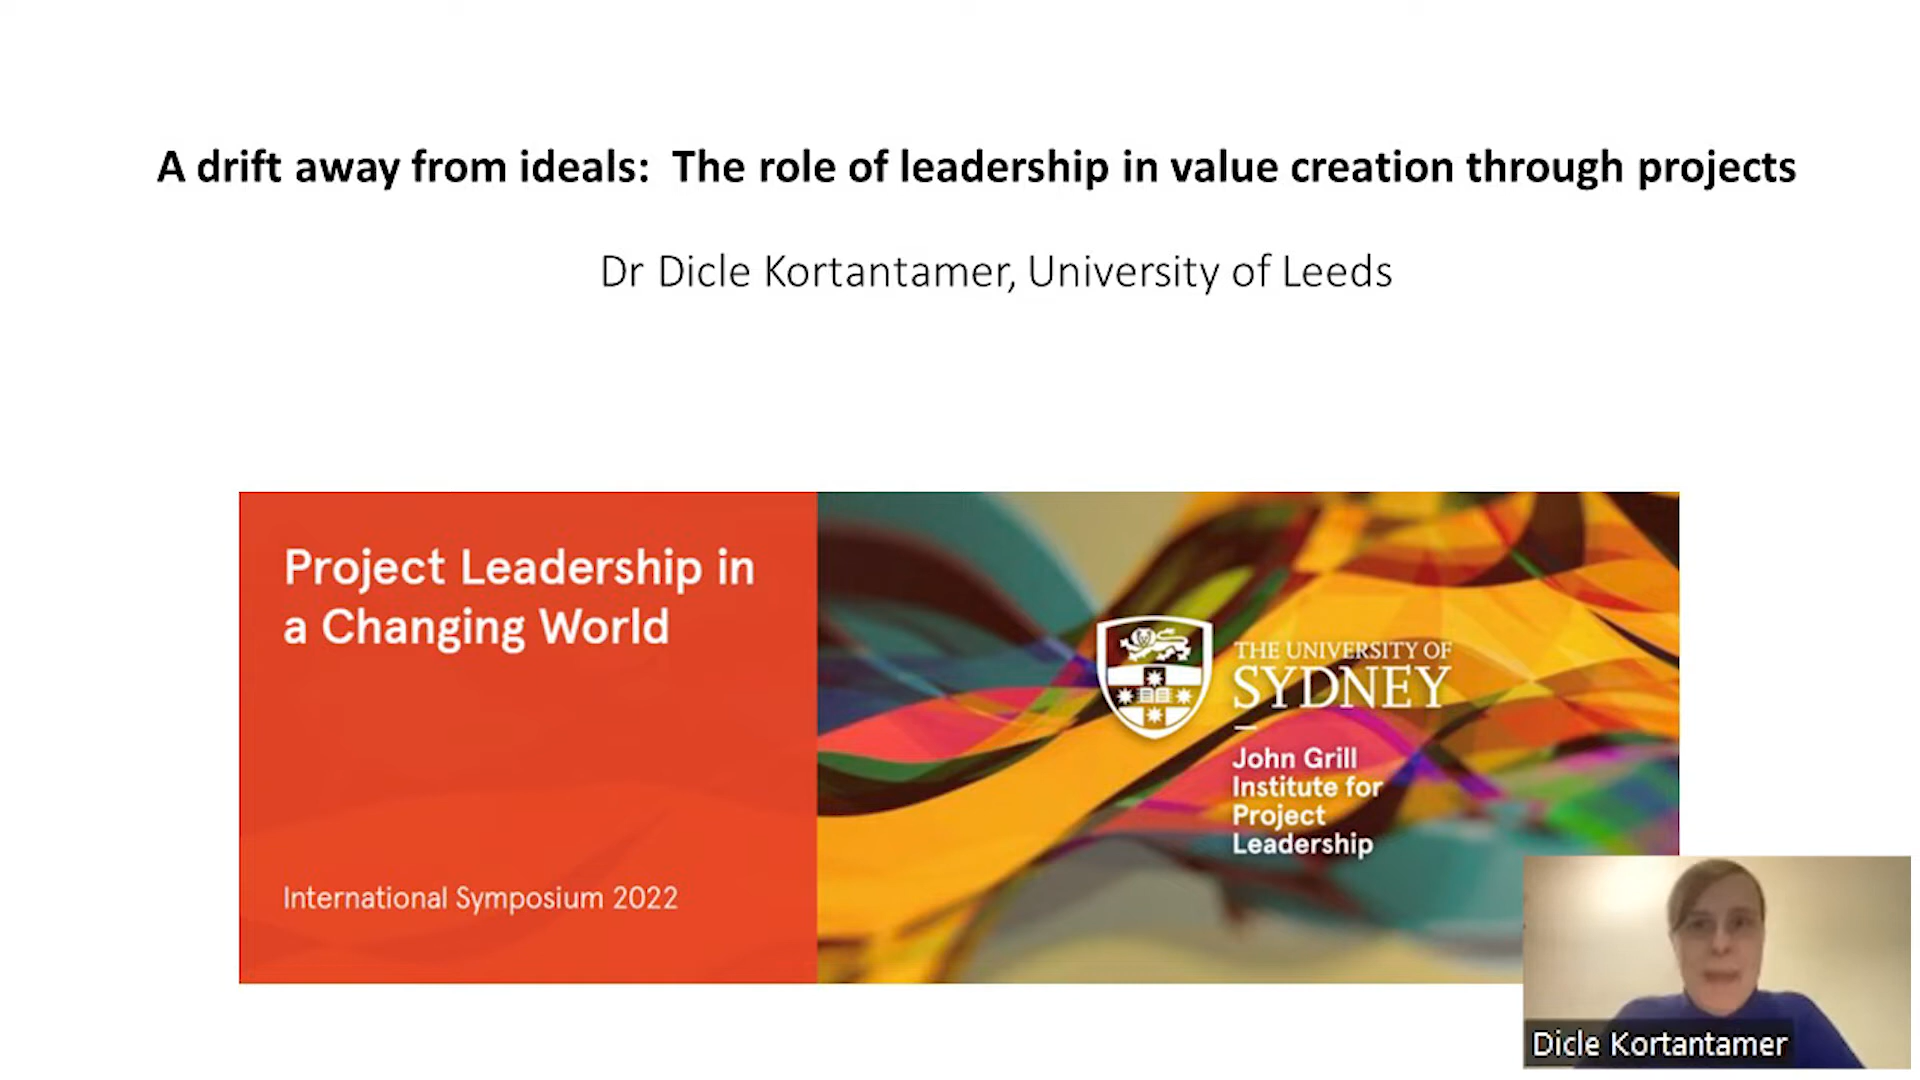 A drift away from ideals:  The role of leadership in value creation through projects
Dr Dicle Kortantamer, University of Leeds
Project Leadership in
a Changing World
International Symposium 2022
THE UNIVERSITY OF
SYDNEY
John Grill
Institute for
Project
Leadership
Dicle Kortantamer